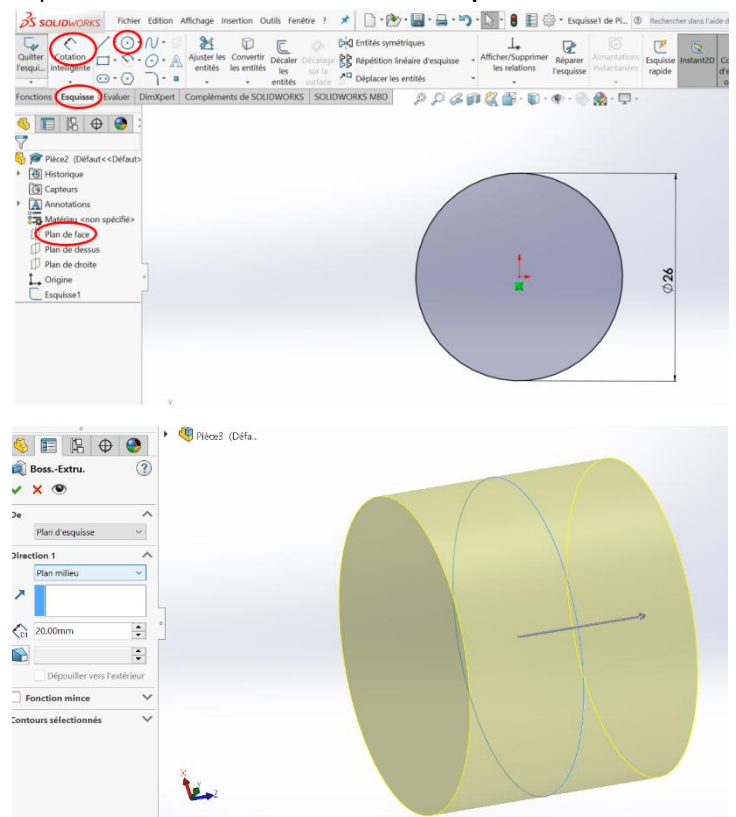 SOLIDWORKS Fichier Edition Affichage Insertion Outils Fenêtre ? Esquisse1 de Pi... Rechercher dans l'aide d
Quitter l'esqui... Cotation intelligente Ajuster les entités Convertir les entités Décaler les entités Décalage sur la surface Entités symétriques
Répétition linéaire d'esquisse
Déplacer les entités
Afficher/Supprimer les relations Réparer l'esquisse Aimantations instantanées Esquisse rapide Instant2D
Fonctions Esquisse Evaluer DimXpert Compléments de SOLIDWORKS SOLIDWORKS MBD
Pièce2 (Défaut<<Défaut>
Historique
Capteurs
Annotations
Matériau <non spécifié>
Plan de face
Plan de dessus
Plan de droite
Origine
Esquisse1
∅26
Y
Pièce3 (Défa...
Boss.-Extru. ?
De
Plan d'esquisse
Direction 1
Plan milieu
D1 20.00mm
Dépouiller vers l'extérieur
Fonction mince
Contours sélectionnés
X Y Z